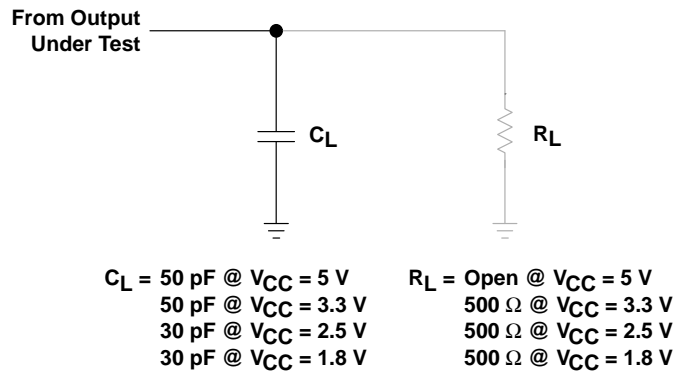 From Output
Under Test
CL
RL
CL = 50 pF @ VCC = 5 V
50 pF @ VCC = 3.3 V
30 pF @ VCC = 2.5 V
30 pF @ VCC = 1.8 V
RL = Open @ VCC = 5 V
500 Ω @ VCC = 3.3 V
500 Ω @ VCC = 2.5 V
500 Ω @ VCC = 1.8 V